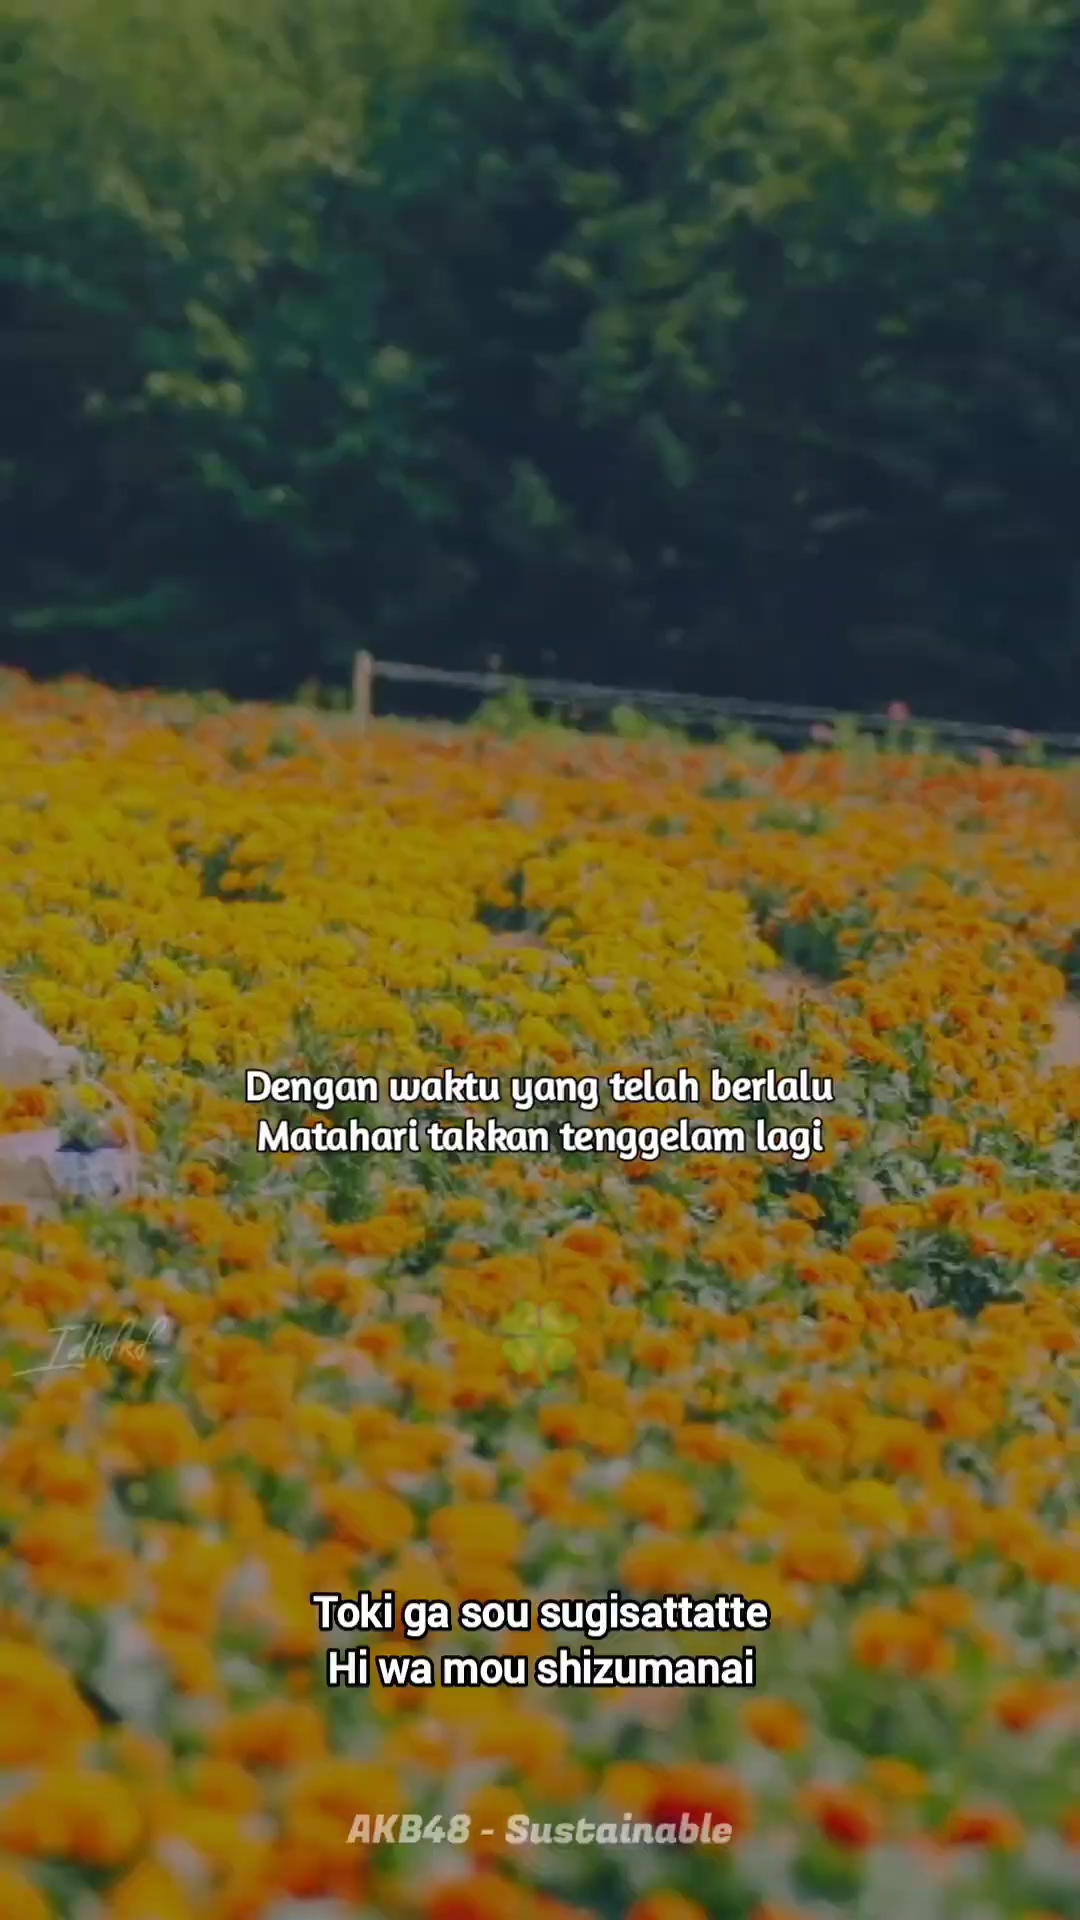 Dengan waktu yang telah berlalu
Matahari takkan tenggelam lagi
Toki ga sou sugisattatte
Hi wa mou shizumanai
AKB48 - Sustainable